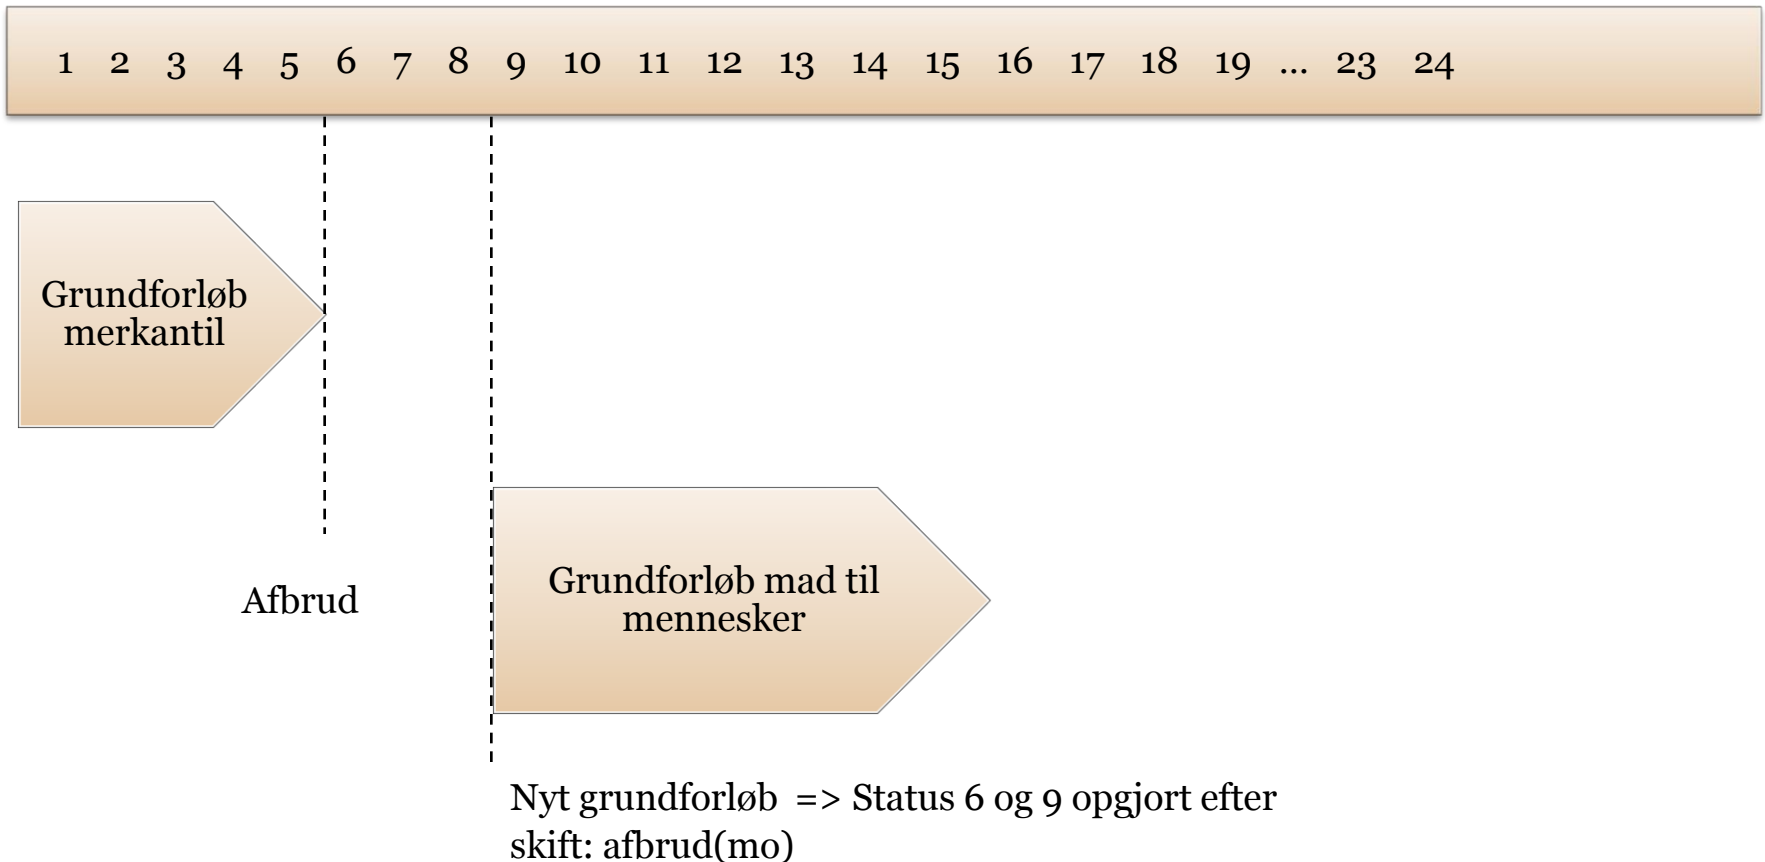 1 2 3 4 5 6 7 8 9 10 11 12 13 14 15 16 17 18 19 ... 23 24
Grundforløb
merkantil
Afbrud
Grundforløb mad til
mennesker
Nyt grundforløb => Status 6 og 9 opgjort efter
skift: afbrud(mo)